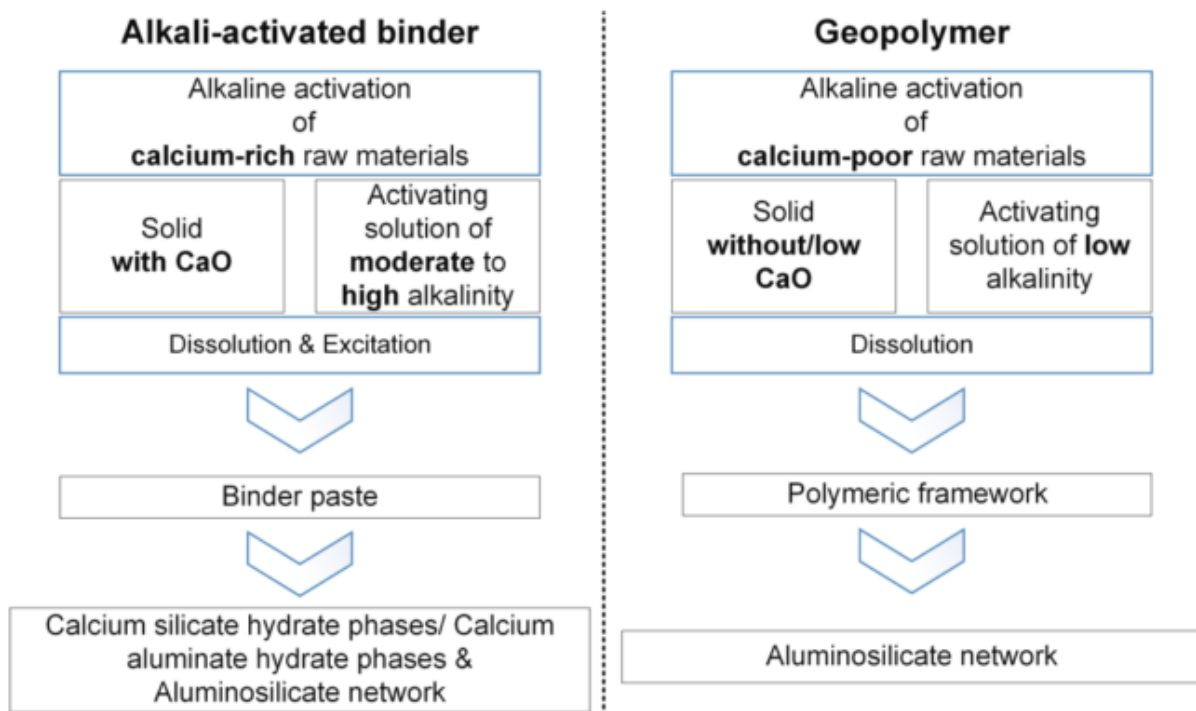 Alkali-activated binder
Alkaline activation
of
calcium-rich raw materials
Solid
with CaO
Activating
solution of
moderate to
high alkalinity
Dissolution & Excitation
Binder paste
Calcium silicate hydrate phases/ Calcium
aluminate hydrate phases &
Aluminosilicate network
Geopolymer
Alkaline activation
of
calcium-poor raw materials
Solid
without/low
CaO
Activating
solution of low
alkalinity
Dissolution
Polymeric framework
Aluminosilicate network